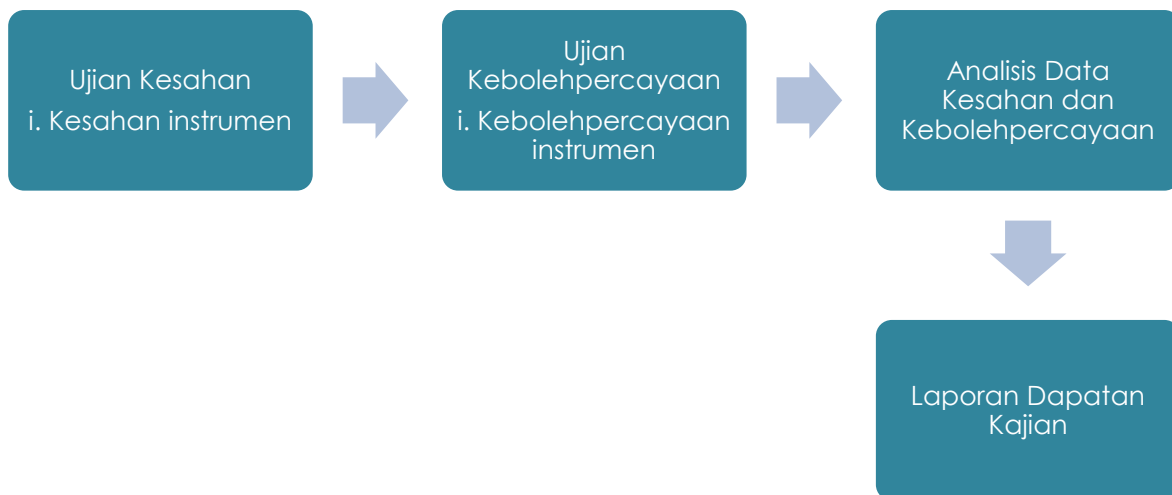 Ujian Kesahan
i. Kesahan instrumen
Ujian
Kebolehpercayaan
i. Kebolehpercayaan
instrumen
Analisis Data
Kesahan dan
Kebolehpercayaan
Laporan Dapatan
Kajian